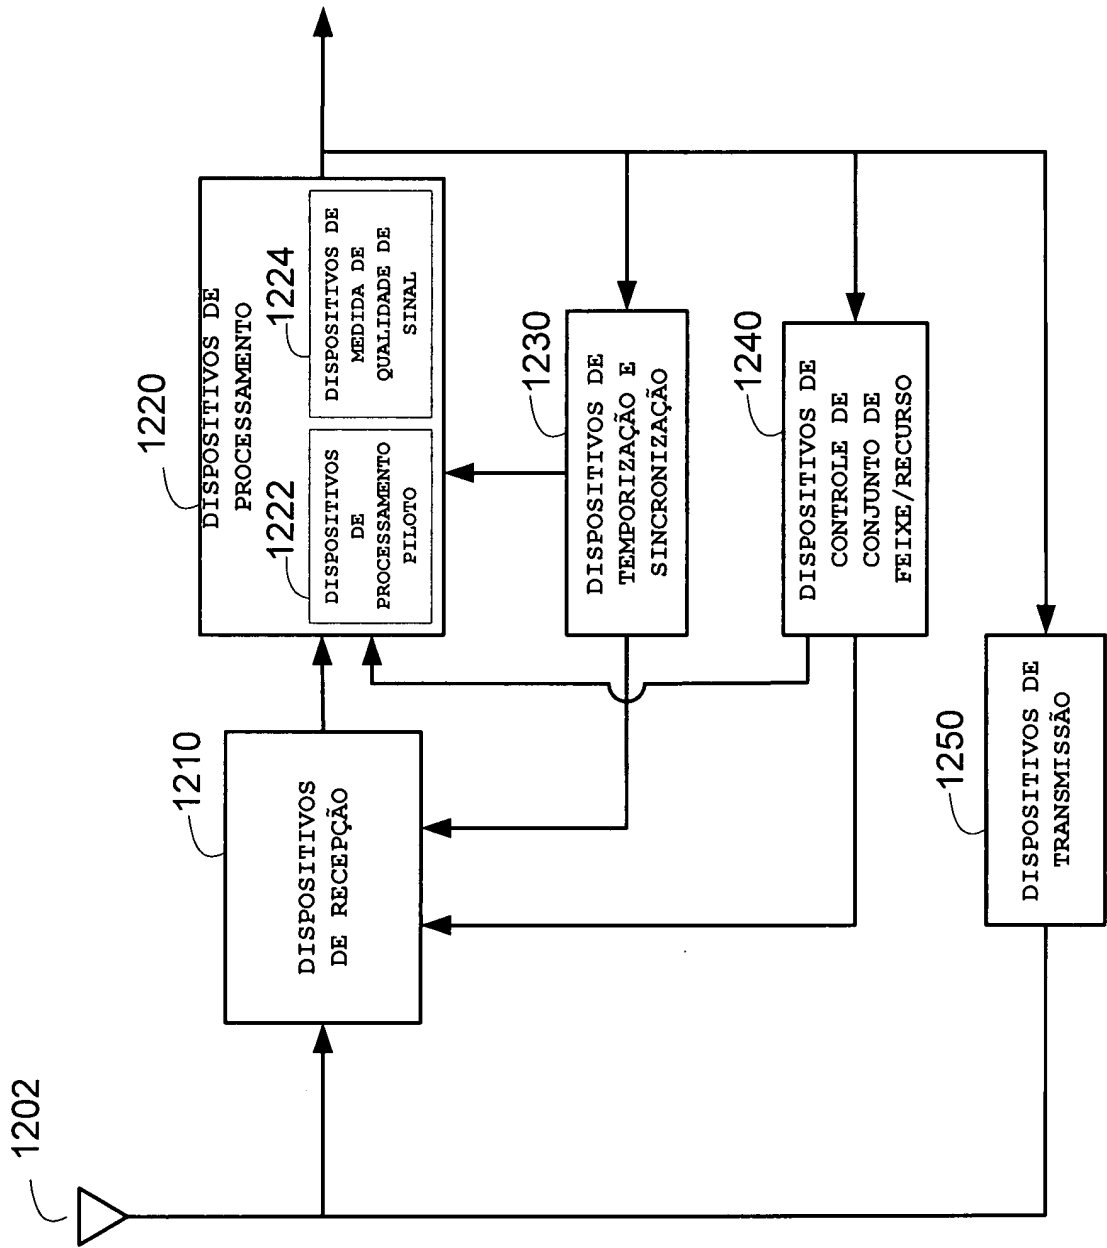 1202
1210
DISPOSITIVOS
DE RECEPÇÃO
1220
DISPOSITIVOS DE
PROCESSAMENTO
1222
DISPOSITIVOS
DE
PROCESSAMENTO
PILOTO
1224
DISPOSITIVOS DE
MEDIDA DE
QUALIDADE DE
SINAL
1230
DISPOSITIVOS DE
TEMPORIZAÇÃO E
SINCRONIZAÇÃO
1240
DISPOSITIVOS DE
CONTROLE DE
CONJUNTO DE
FEIXE/RECURSO
1250
DISPOSITIVOS DE
TRANSMISSÃO